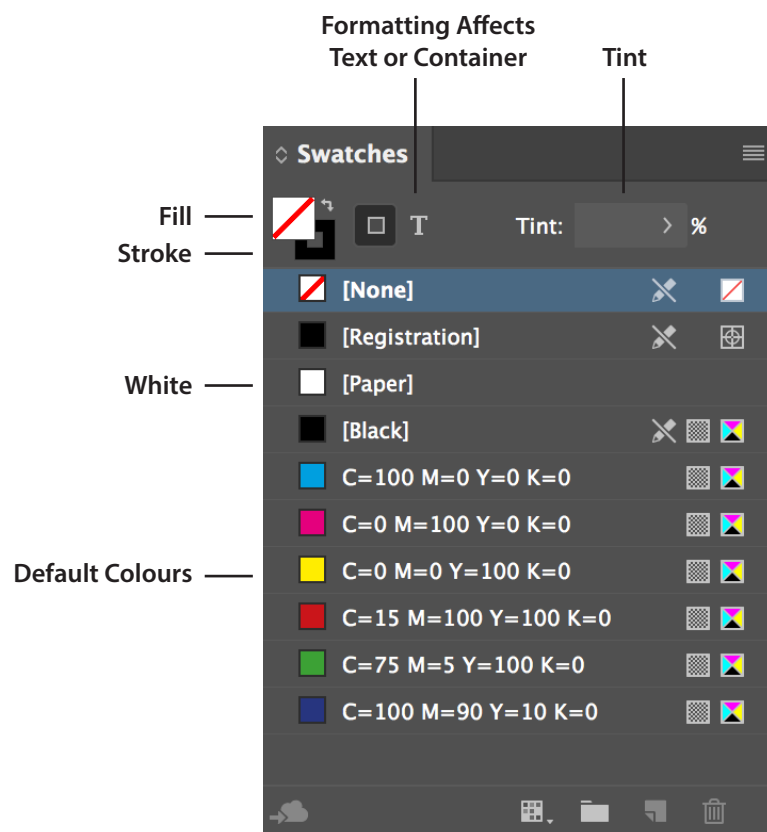 Formatting Affects
Text or Container
Tint
Swatches
Fill
Stroke
T
Tint:
%
[None]
[Registration]
White
[Paper]
[Black]
C=100 M=0 Y=0 K=0
C=0 M=100 Y=0 K=0
Default Colours
C=0 M=0 Y=100 K=0
C=15 M=100 Y=100 K=0
C=75 M=5 Y=100 K=0
C=100 M=90 Y=10 K=0